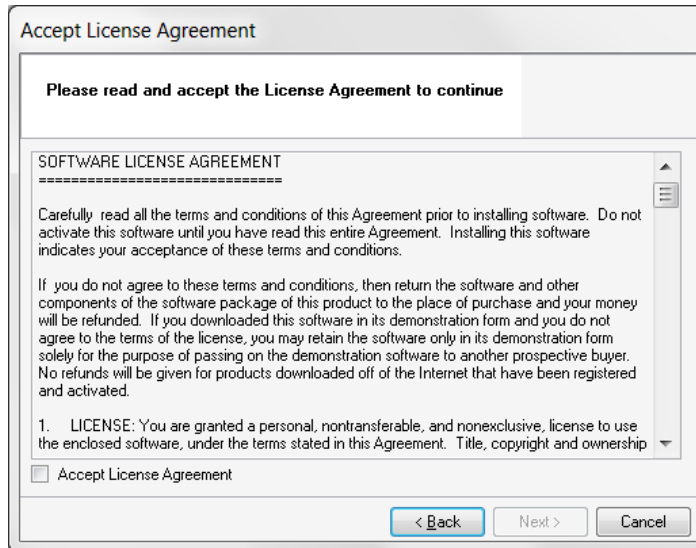 Accept License Agreement
Please read and accept the License Agreement to continue
SOFTWARE LICENSE AGREEMENT
==============================
Carefully  read all the terms and conditions of this Agreement prior to installing software.  Do not
activate this software until you have read this entire Agreement.  Installing this software
indicates your acceptance of these terms and conditions.
If  you do not agree to these terms and conditions, then return the software and other
components of the software package of this product to the place of purchase and your money
will be refunded.  If you downloaded this software in its demonstration form and you do not
agree to the terms of the license, you may retain the software only in its demonstration form
solely for the purpose of passing on the demonstration software to another prospective buyer.
No refunds will be given for products downloaded off of the Internet that have been registered
and activated.
1.    LICENSE: You are granted a personal, nontransferable, and nonexclusive, license to use
the enclosed software, under the terms stated in this Agreement.  Title, copyright and ownership
Accept License Agreement
< Back
Next >
Cancel